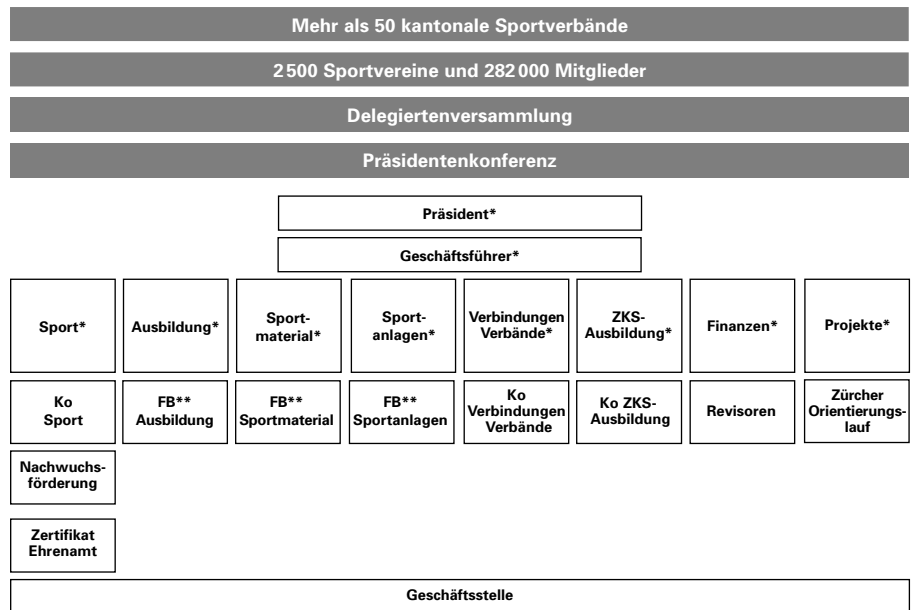 Mehr als 50 kantonale Sportverbände
2500 Sportvereine und 282000 Mitglieder
Delegiertenversammlung
Präsidentenkonferenz
Präsident*
Geschäftsführer*
Sport*
Ausbildung*
Sport-
material*
Sport-
anlagen*
Verbindungen
Verbände*
ZKS-
Ausbildung*
Finanzen*
Projekte*
Ko
Sport
FB**
Ausbildung
FB**
Sportmaterial
FB**
Sportanlagen
Ko
Verbindungen
Verbände
Ko ZKS-
Ausbildung
Revisoren
Zürcher
Orientierungs-
lauf
Nachwuchs-
förderung
Zertifikat
Ehrenamt
Geschäftsstelle